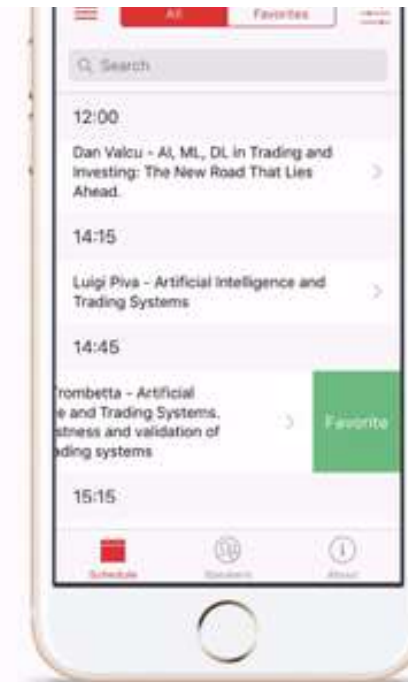 All
Favorites
Search
12:00
Dan Valcu - AI, ML, DL in Trading and
Investing: The New Road That Lies
Ahead.
14:15
Luigi Piva - Artificial Intelligence and
Trading Systems
14:45
rombetta - Artificial
e and Trading Systems.
stness and validation of
ading systems
Favorite
15:15
Schedule
Speakers
About